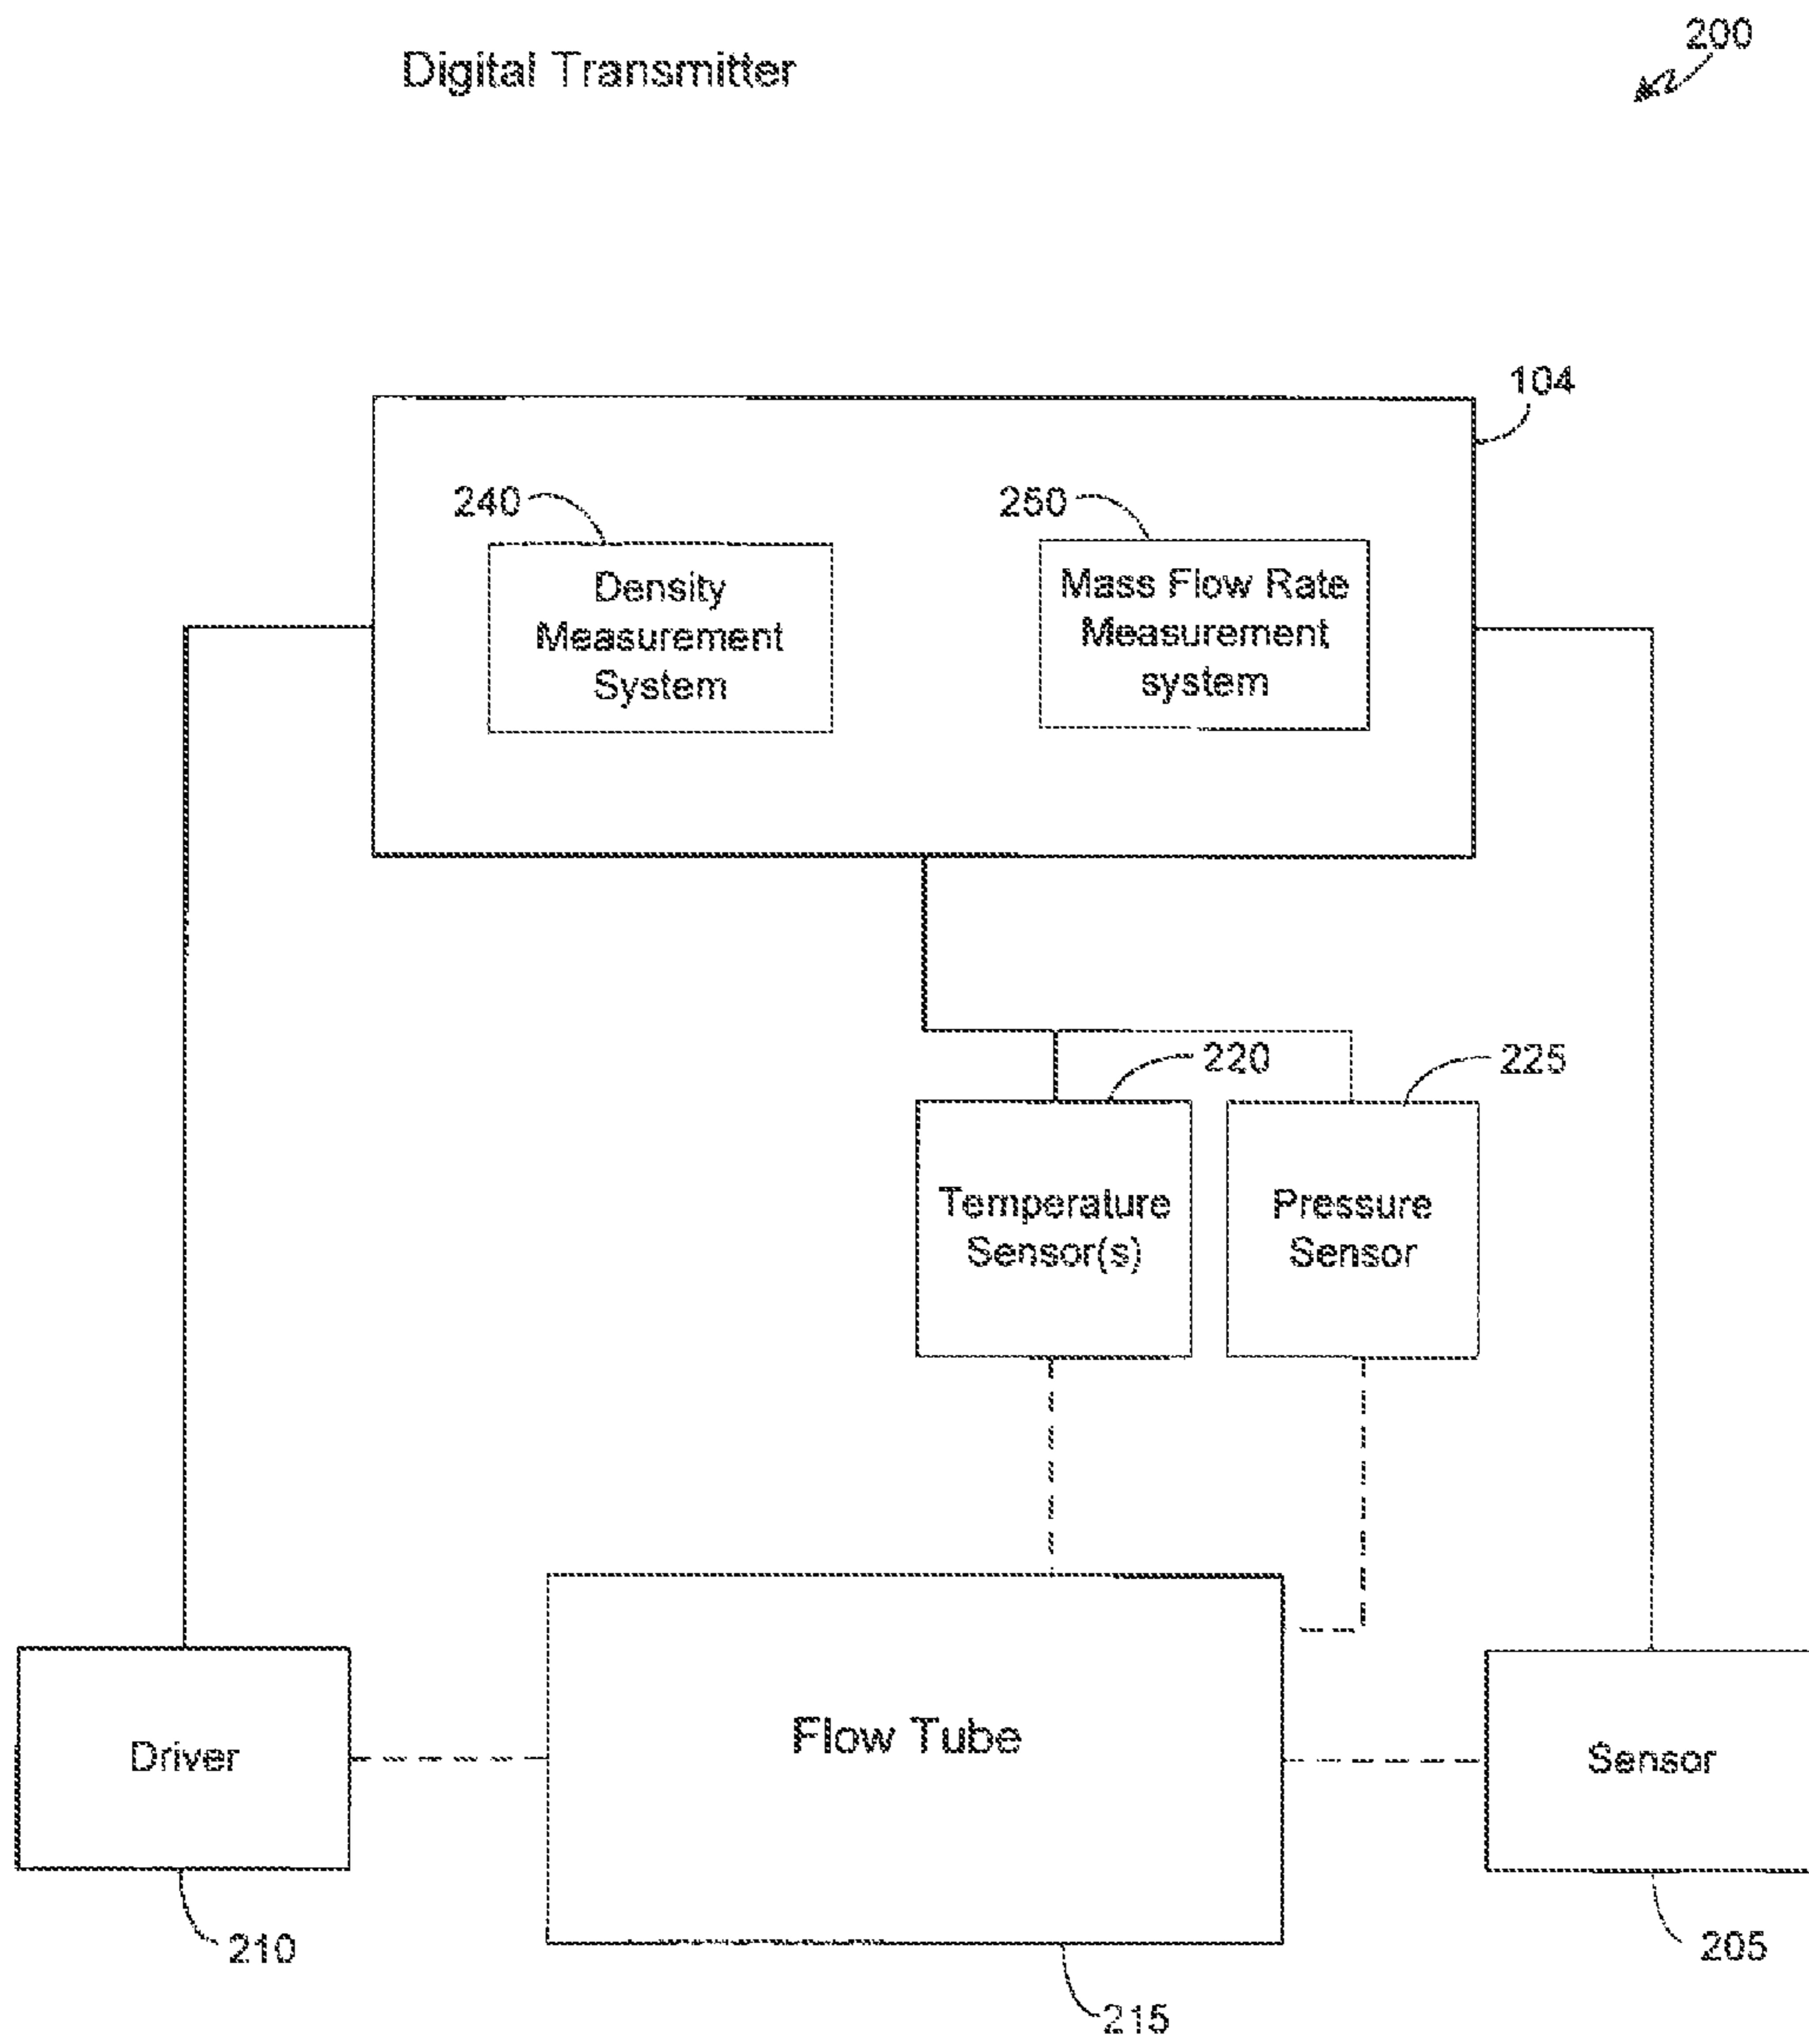 Digital Transmitter
200
104
240
250
Density
Measurement
System
Mass Flow Rate
Measurement
system
220
225
Temperature
Sensor(s)
Pressure
Sensor
Flow Tube
Driver
Sensor
210
205
215